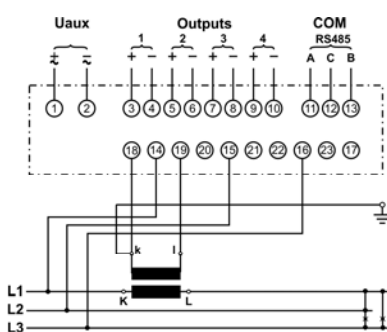 Uaux Outputs COM
1 2 3 4 RS485
+ − + − + − + − A C B
1 2 3 4 5 6 7 8 9 10 11 12 13
18 14 19 20 15 21 22 16 23 17
k l
L1 K L
L2
L3